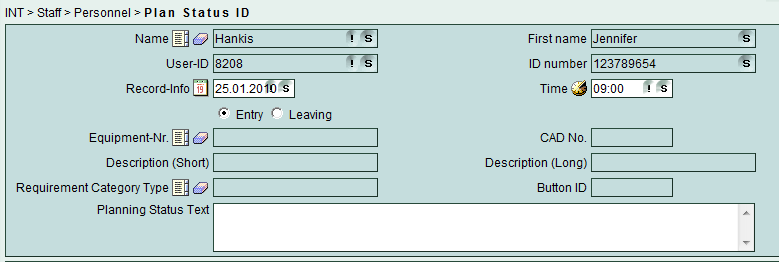 INT > Staff > Personnel > Plan Status ID
Name Hankis ! S First name Jennifer S
User-ID 8208 ! S ID number 123789654 S
Record-Info 19 25.01.2010 ! S Time 09:00 ! S
Entry Leaving
Equipment-Nr. CAD No.
Description (Short) Description (Long)
Requirement Category Type Button ID
Planning Status Text